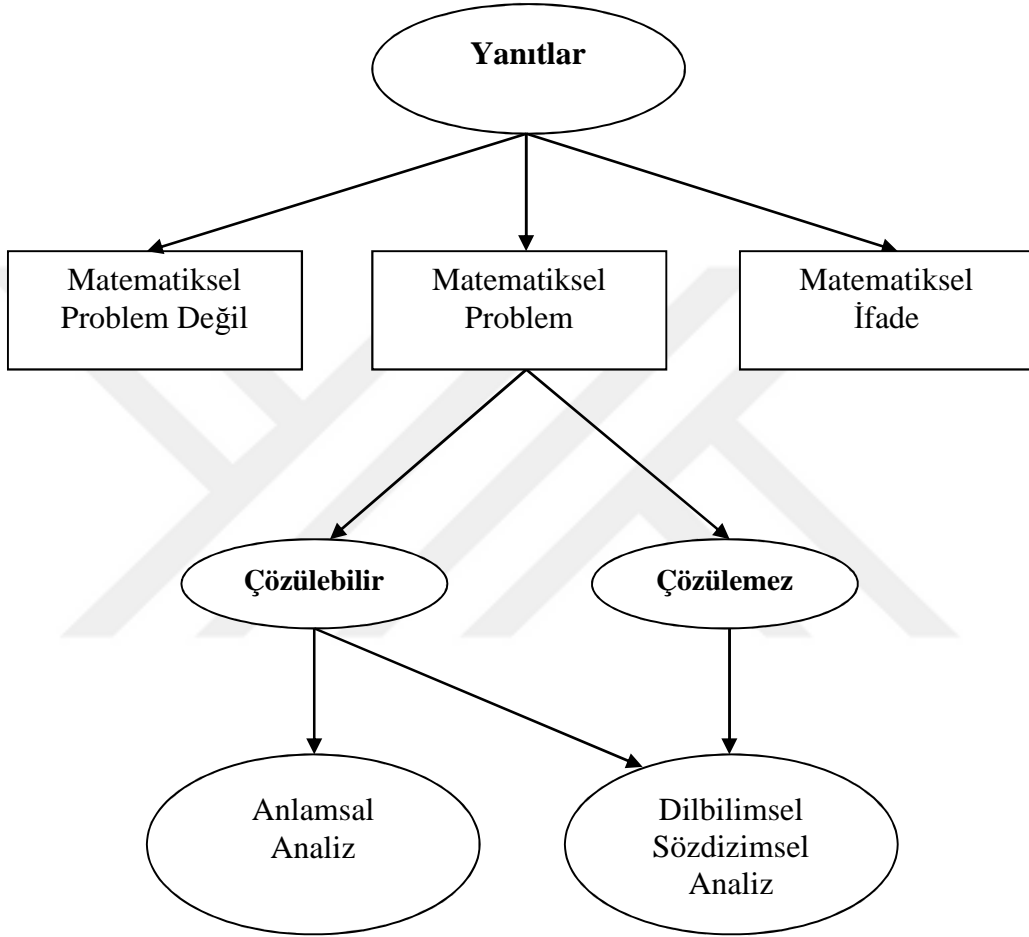 Yanıtlar
Matematiksel
Problem Değil
Matematiksel
Problem
Matematiksel
İfade
Çözülebilir
Çözülemez
Anlamsal
Analiz
Dilbilimsel
Sözdizimsel
Analiz